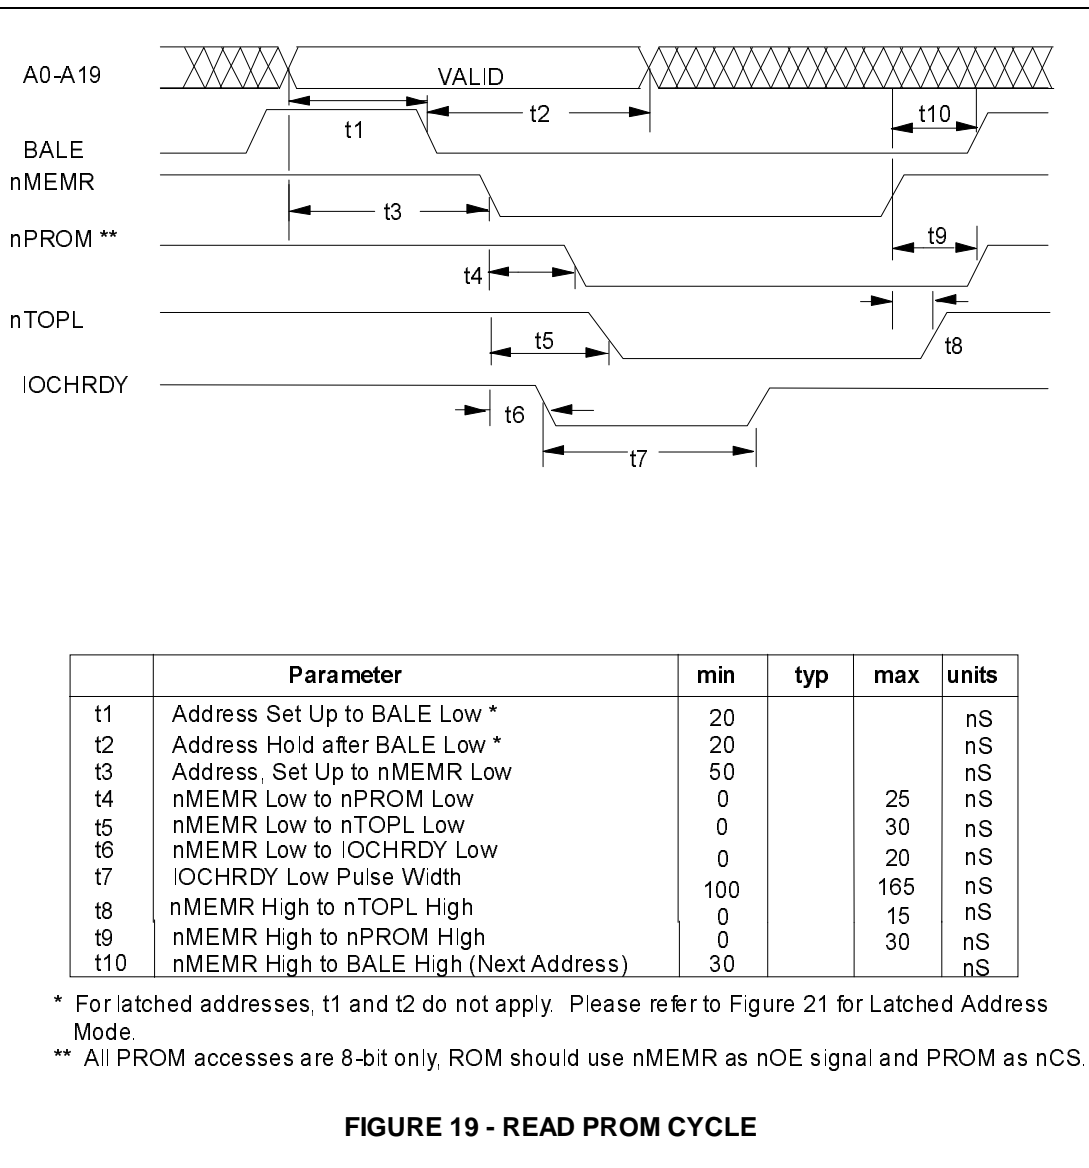 A0-A19
VALID
t1
t2
t10
BALE
nMEMR
t3
nPROM **
t9
t4
nTOPL
t5
t8
IOCHRDY
t6
t7
Parameter min typ max units
t1 Address Set Up to BALE Low * 20 nS
t2 Address Hold after BALE Low * 20 nS
t3 Address, Set Up to nMEMR Low 50 nS
t4 nMEMR Low to nPROM Low 0 25 nS
t5 nMEMR Low to nTOPL Low 0 30 nS
t6 nMEMR Low to IOCHRDY Low 0 20 nS
t7 IOCHRDY Low Pulse Width 100 165 nS
t8 nMEMR High to nTOPL High 0 15 nS
t9 nMEMR High to nPROM HIgh 0 30 nS
t10 nMEMR High to BALE High (Next Address) 30 nS
* For latched addresses, t1 and t2 do not apply. Please refer to Figure 21 for Latched Address
Mode.
** All PROM accesses are 8-bit only, ROM should use nMEMR as nOE signal and PROM as nCS.
FIGURE 19 - READ PROM CYCLE